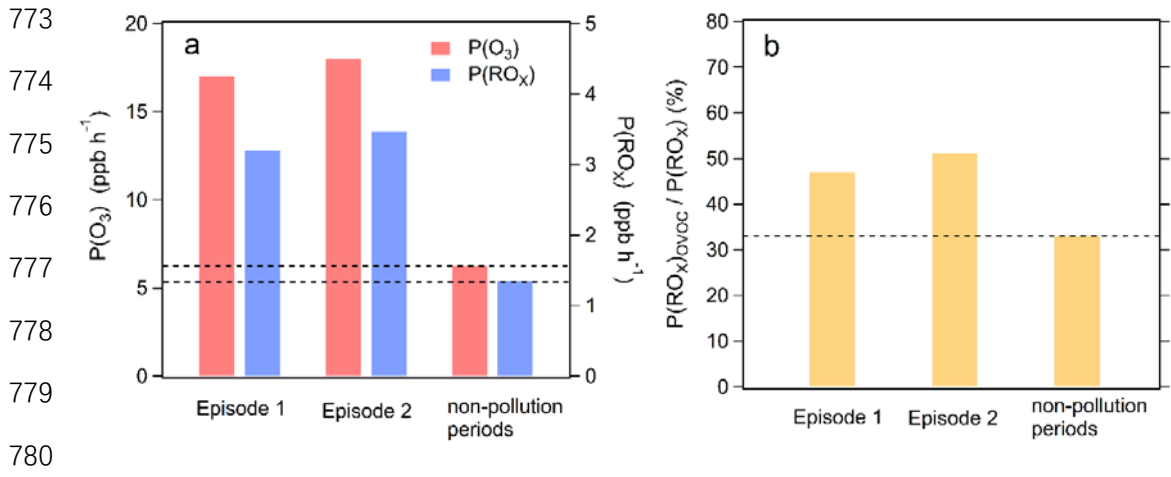 773
774
775
776
777
778
779
780
a
P(O₃)
P(ROₓ)
20
15
10
5
0
P(O₃) (ppb h⁻¹)
5
4
3
2
1
0
P(ROₓ) (ppb h⁻¹)
Episode 1
Episode 2
non-pollution
periods
b
80
70
60
50
40
30
20
10
0
P(ROₓ)OVOC / P(ROₓ) (%)
Episode 1
Episode 2
non-pollution
periods